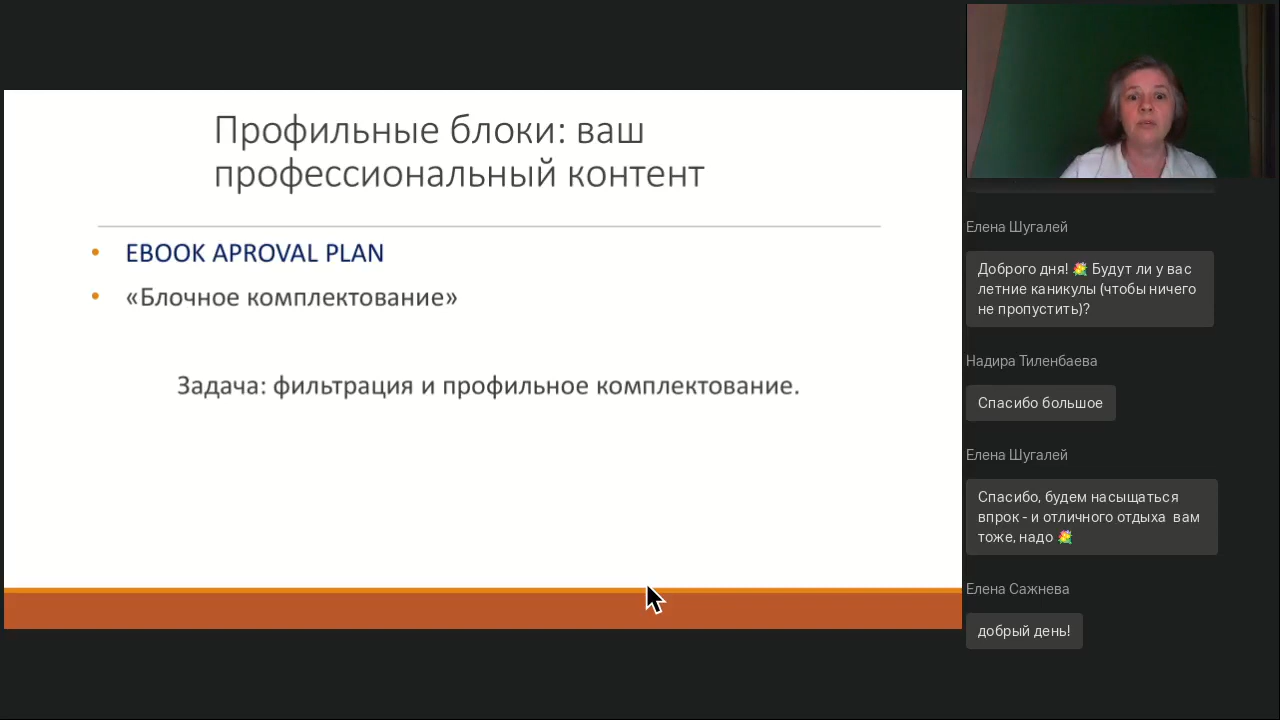 Профильные блоки: ваш
профессиональный контент
• EBOOK APROVAL PLAN
• «Блочное комплектование»
Задача: фильтрация и профильное комплектование.
Елена Шугалей
Доброго дня! 💐 Будут ли у вас
летние каникулы (чтобы ничего
не пропустить)?
Надира Тиленбаева
Спасибо большое
Елена Шугалей
Спасибо, будем насыщаться
впрок - и отличного отдыха вам
тоже, надо 💐
Елена Сажнева
добрый день!